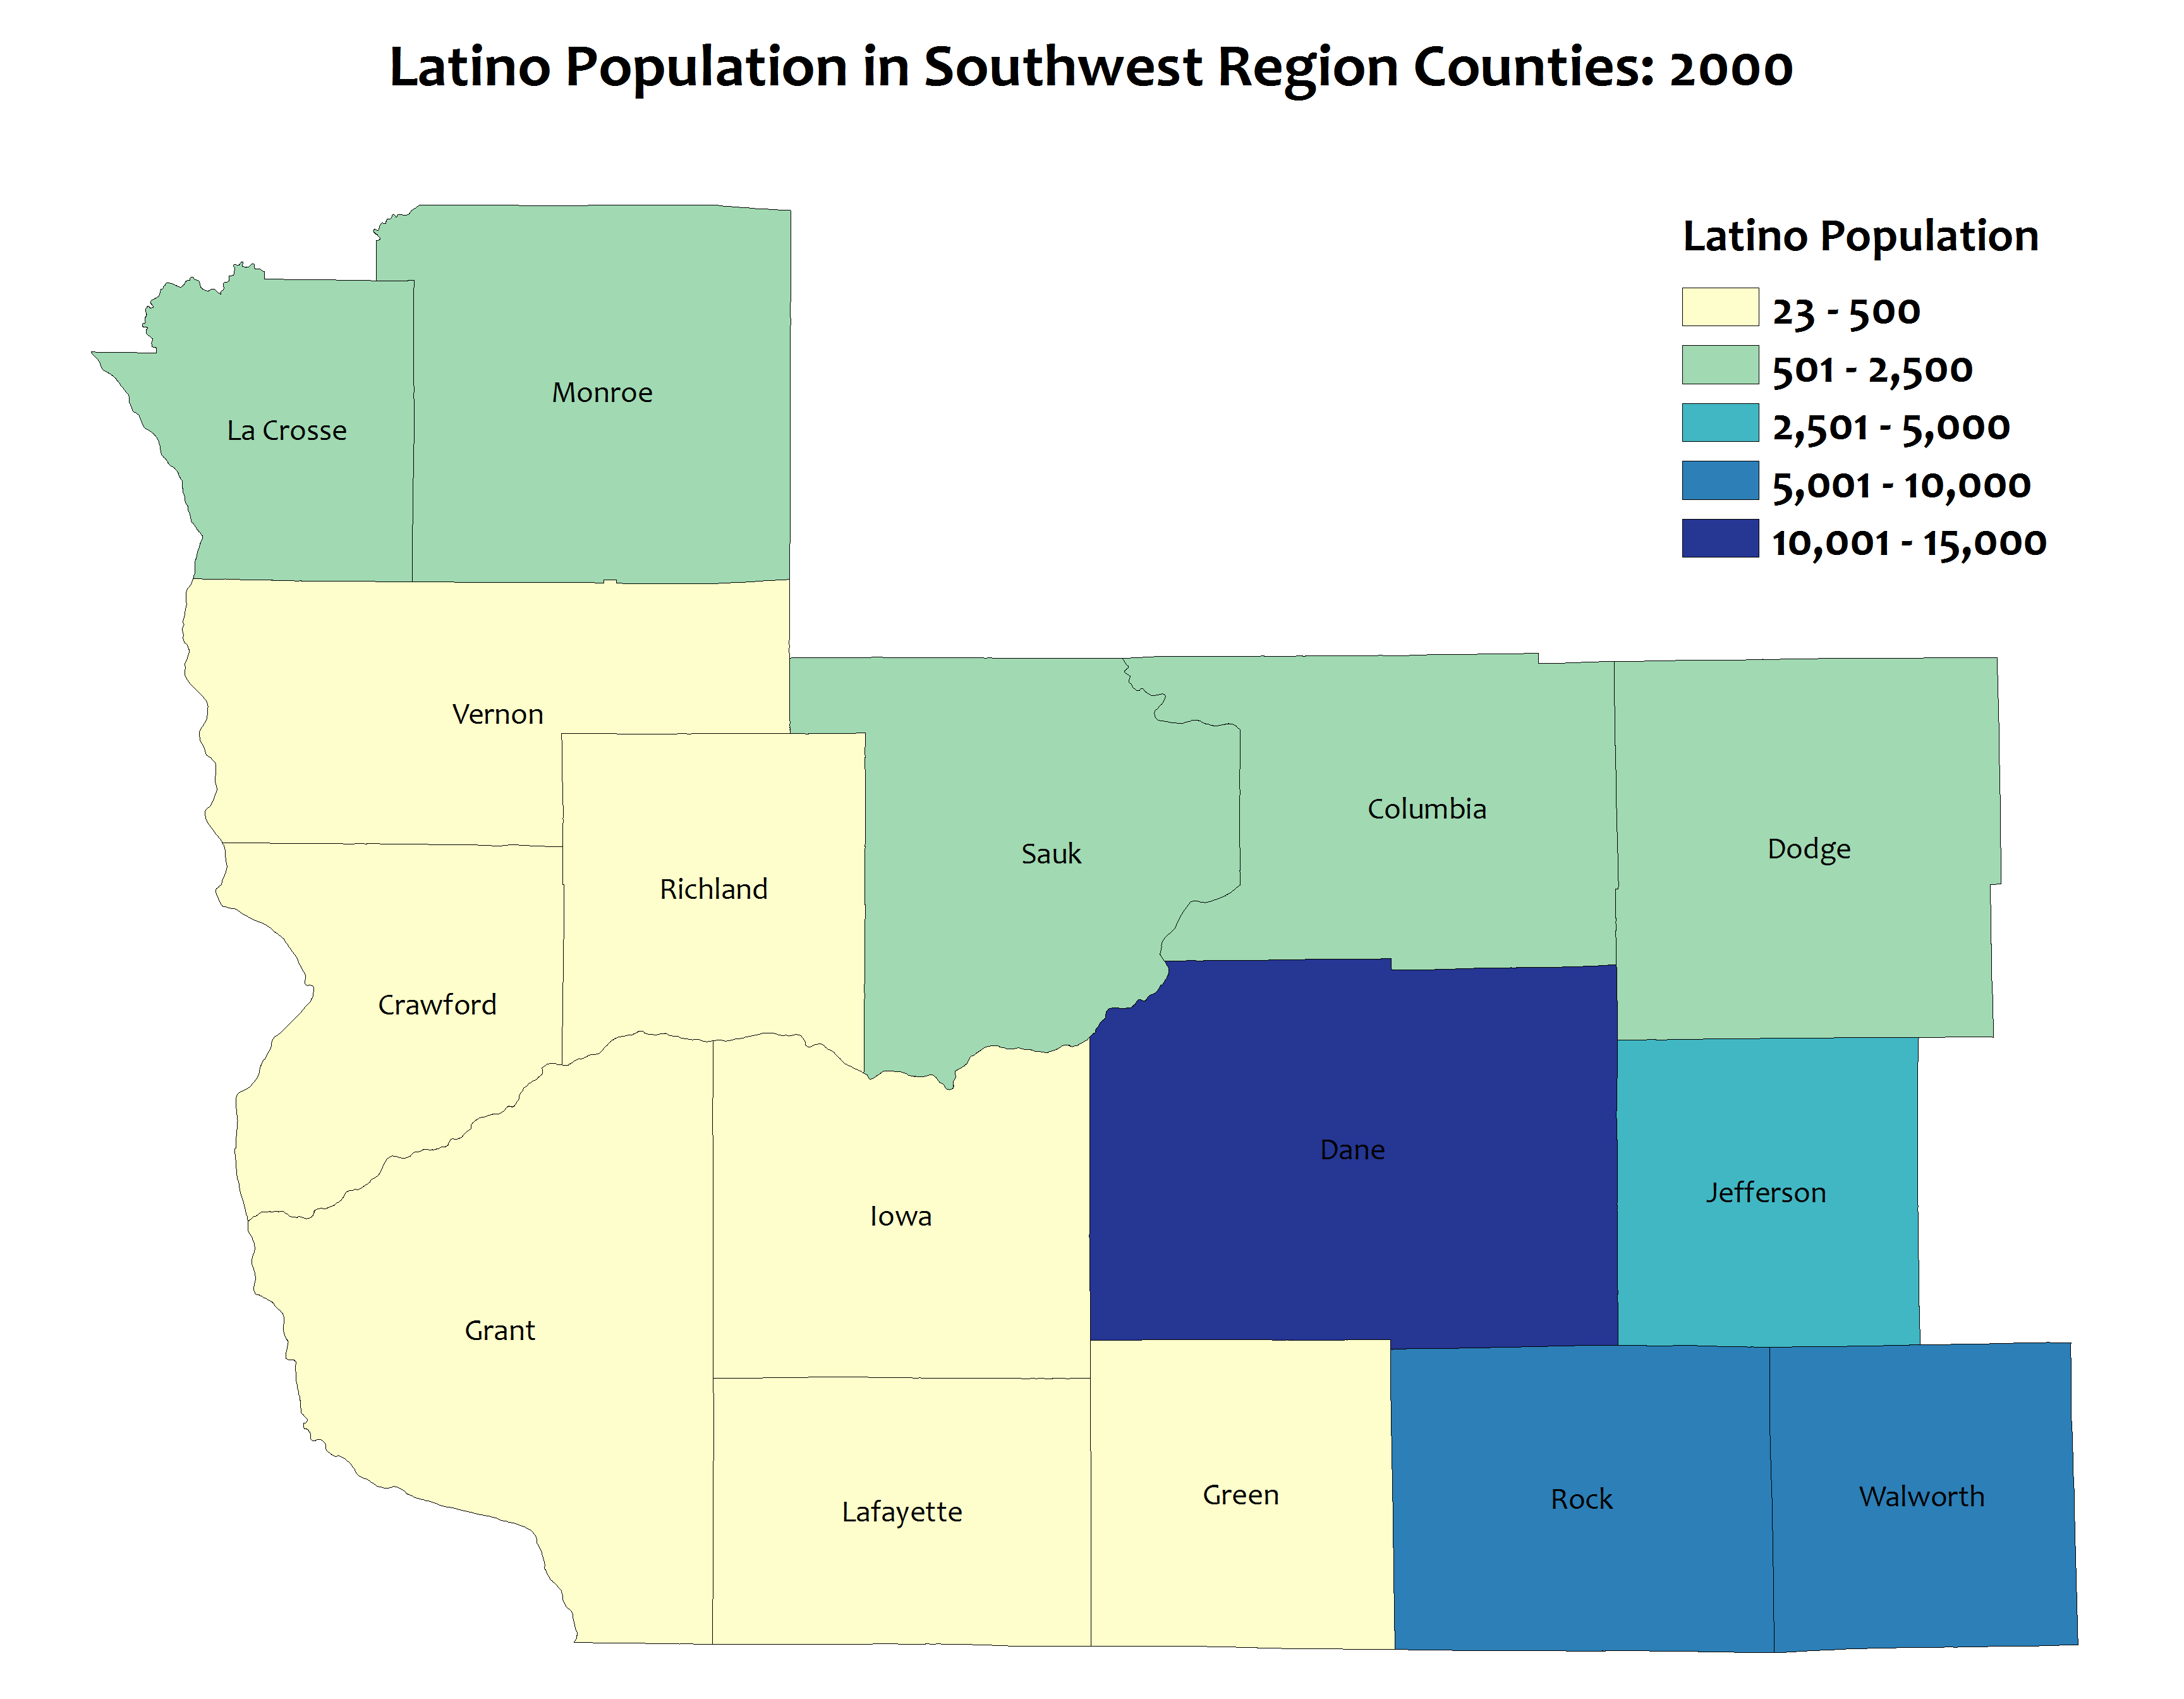 Latino Population in Southwest Region Counties: 2000
Latino Population
23 - 500
501 - 2,500
2,501 - 5,000
5,001 - 10,000
10,001 - 15,000
Monroe
La Crosse
Vernon
Columbia
Dodge
Sauk
Richland
Crawford
Dane
Jefferson
Iowa
Grant
Green
Walworth
Rock
Lafayette